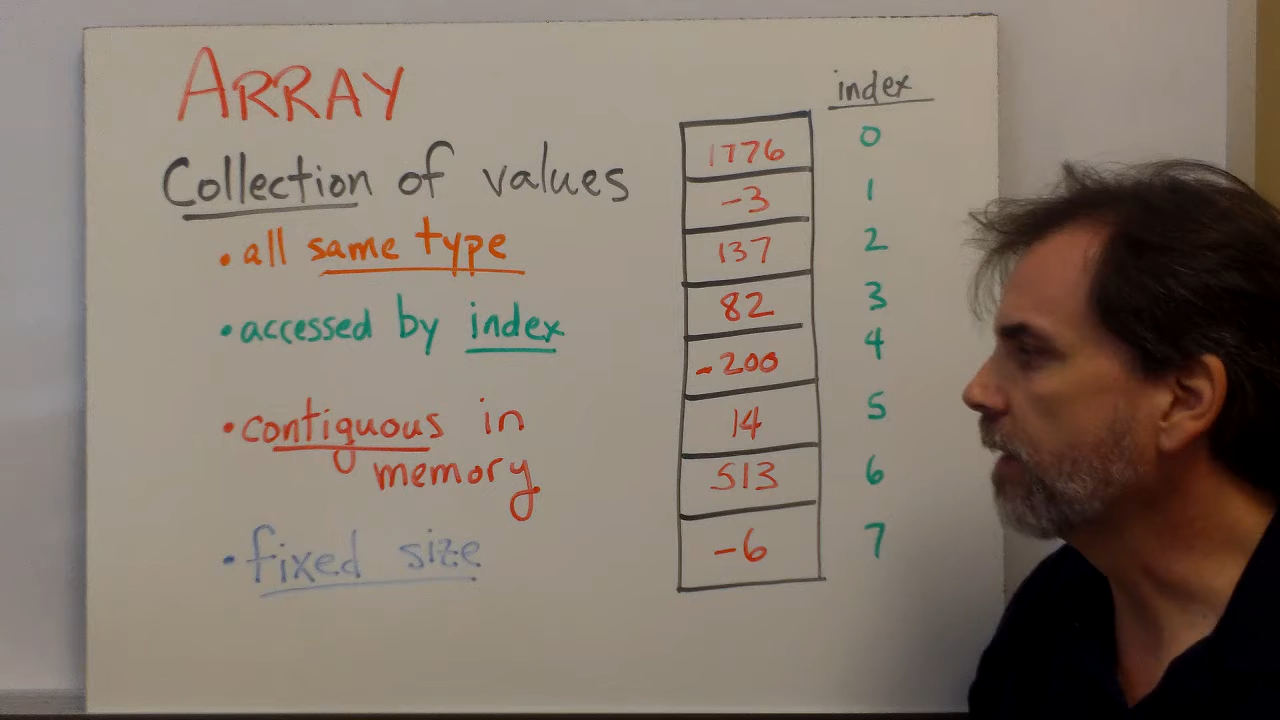 ARRAY
Collection of values
• all same type
• accessed by index
• contiguous in
memory
• fixed size
index
1776 0
-3 1
137 2
82 3
-200 4
14 5
513 6
-6 7